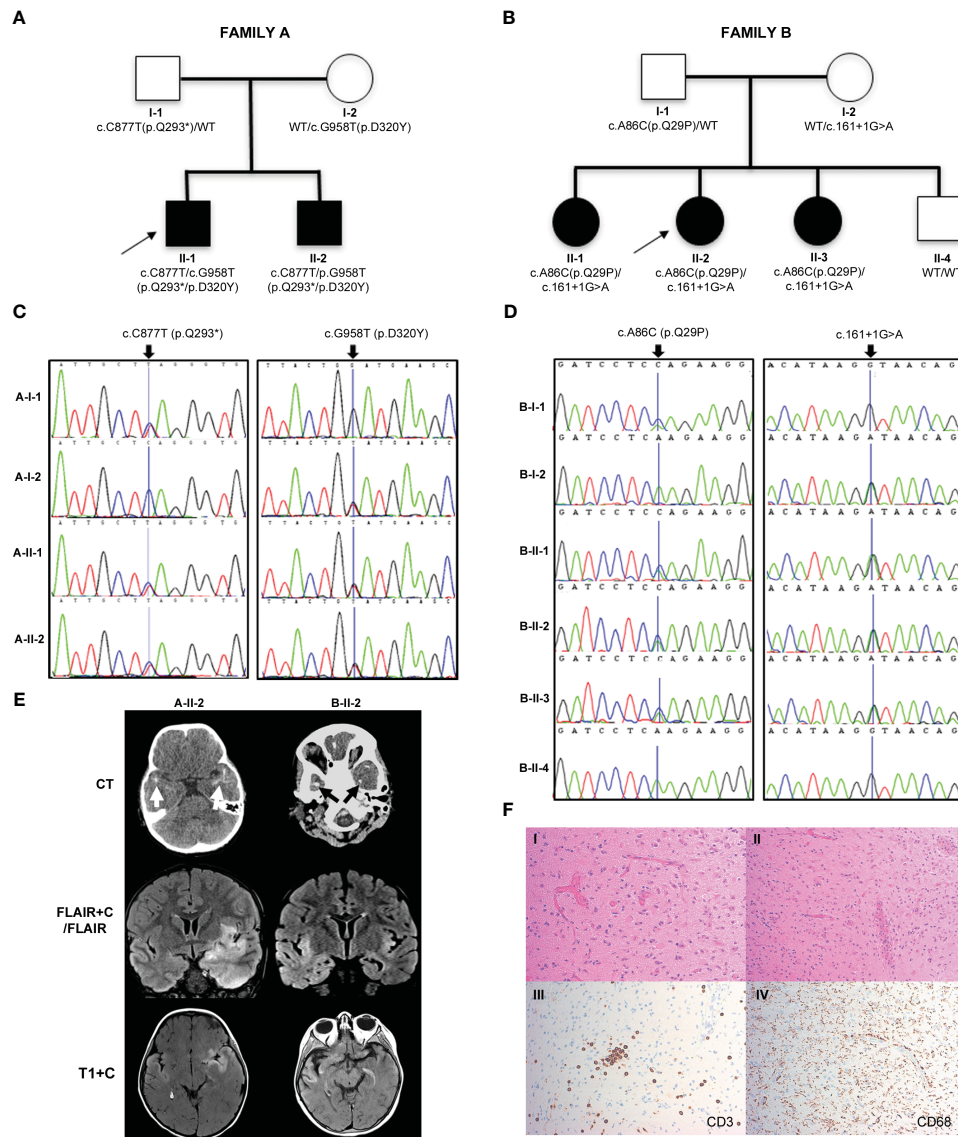 A
FAMILY A
I-1
c.C877T(p.Q293*)/WT
I-2
WT/c.G958T(p.D320Y)
II-1
c.C877T/c.G958T
(p.Q293*/p.D320Y)
II-2
c.C877T/p.G958T
(p.Q293*/p.D320Y)
B
FAMILY B
I-1
c.A86C(p.Q29P)/WT
I-2
WT/c.161+1G>A
II-1
c.A86C(p.Q29P)/
c.161+1G>A
II-2
c.A86C(p.Q29P)/
c.161+1G>A
II-3
c.A86C(p.Q29P)/
c.161+1G>A
II-4
WT/WT
C
c.C877T (p.Q293*)
c.G958T (p.D320Y)
A T T G C T T A G G G T G
T T A C T G G A T G A A G C
A-I-1
A T T G C T C A G G G T G
T T A C T G T A T G A A G C
A-I-2
T T A C T G T A T G A A G C
A-II-1
A T T G C T T A G G G T G
T T A C T G T A T G A A G C
A-II-2
D
c.A86C (p.Q29P)
c.161+1G>A
G A T C C T C C A G A A G G
A C A T A A G G T A A C A G
B-I-1
G A T C C T C A A G A A G G
A C A T A A G A T A A C A G
B-I-2
G A T C C T C C A G A A G G
A C A T A A G A T A A C A G
B-II-1
G A T C C T C C A G A A G G
A C A T A A G A T A A C A G
B-II-2
G A T C C T C C A G A A G G
A C A T A A G A T A A C A G
B-II-3
G A T C C T C A A G A A G G
A C A T A A G G T A A C A G
B-II-4
E
A-II-2
B-II-2
CT
FLAIR+C
/FLAIR
T1+C
F
I
II
III
CD3
IV
CD68